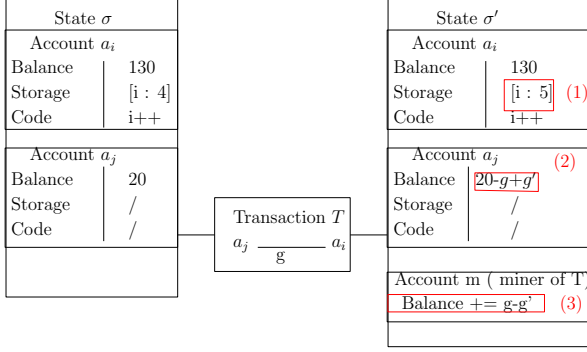 State σ
Account a_i
Balance 130
Storage [i : 4]
Code i++
Account a_j
Balance 20
Storage /
Code /
Transaction T
a_j a_i
g
State σ′
Account a_i
Balance 130
Storage [i : 5] (1)
Code i++
Account a_j (2)
Balance 20-g+g'
Storage /
Code /
Account m ( miner of T)
Balance += g-g' (3)